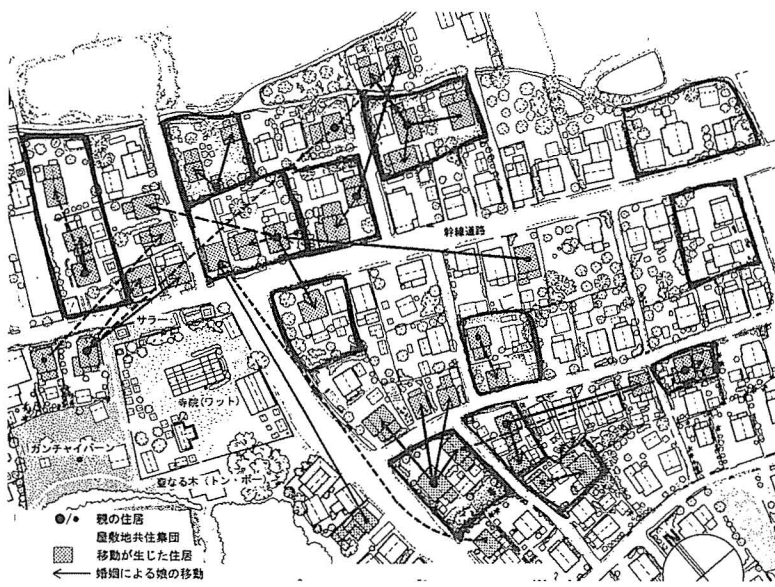 幹線道路
サラー
寺院(ワット)
ガンチャイバーン
聖なる木(トン・ポー)
●/• 親の住居
屋敷地共住集団
移動が生じた住居
← 婚姻による娘の移動
N